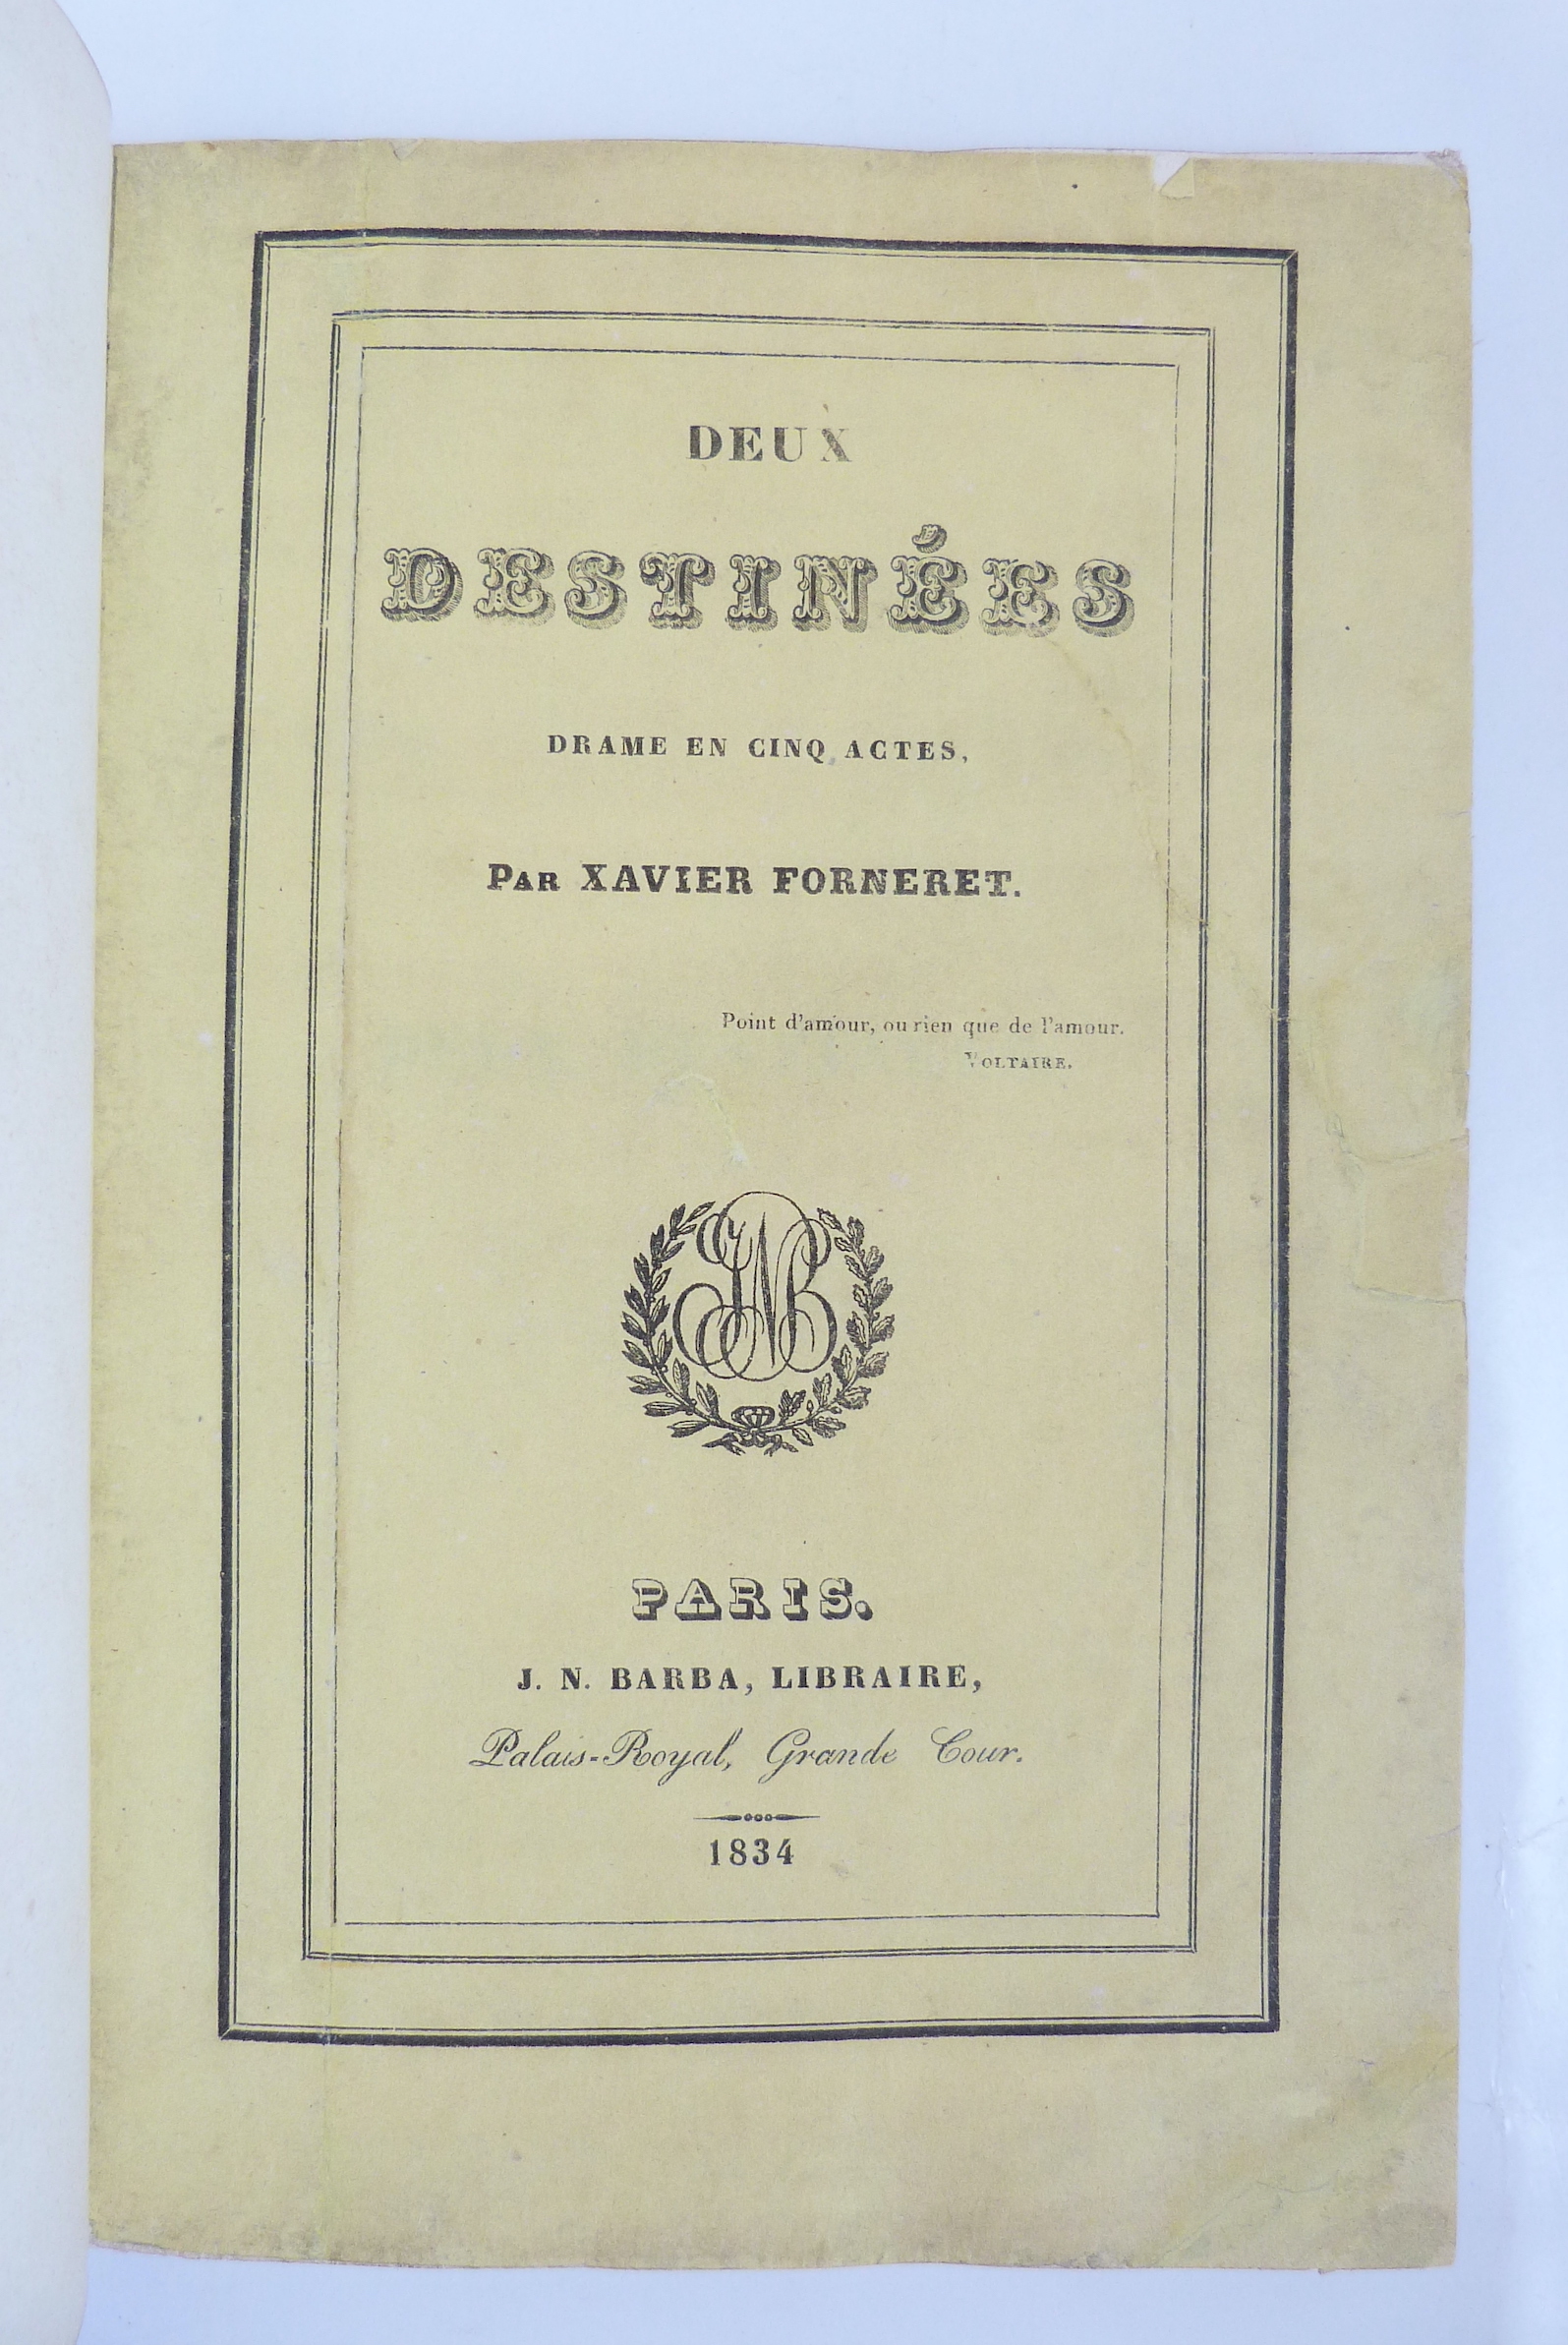 DEUX
DESTINÉES
DRAME EN CINQ ACTES,
PAR XAVIER FORNERET.
Point d'amour, ou rien que de l'amour.
VOLTAIRE.
JNB
PARIS.
J. N. BARBA, LIBRAIRE,
Palais-Royal, Grande Cour.
1834